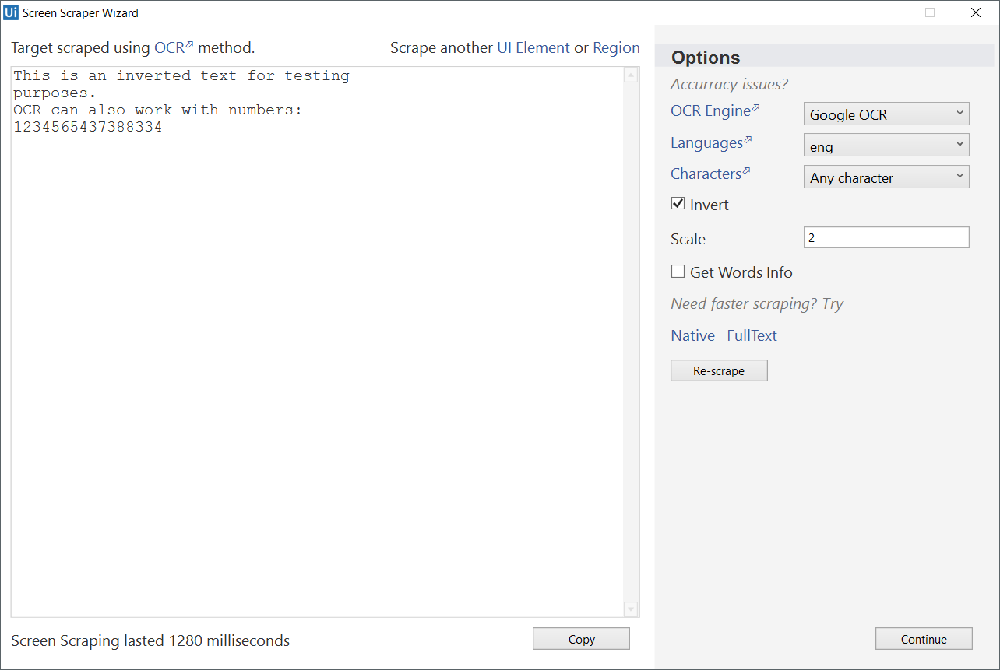 Ui Screen Scraper Wizard
Target scraped using OCR method.
Scrape another UI Element or Region
This is an inverted text for testing
purposes.
OCR can also work with numbers: -
1234565437388334
Screen Scraping lasted 1280 milliseconds
Copy
Options
Accurracy issues?
OCR Engine
Google OCR
Languages
eng
Characters
Any character
Invert
Scale
2
Get Words Info
Need faster scraping? Try
Native FullText
Re-scrape
Continue